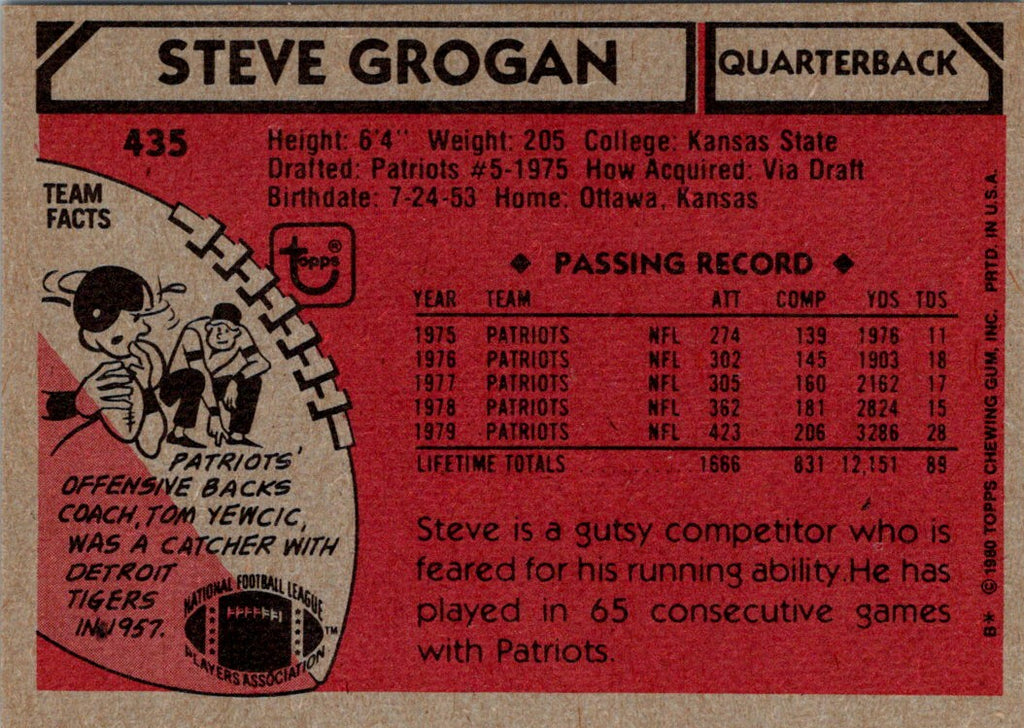 STEVE GROGAN
QUARTERBACK
435
Height: 6'4" Weight: 205 College: Kansas State
Drafted: Patriots #5-1975 How Acquired: Via Draft
Birthdate: 7-24-53 Home: Ottawa, Kansas
TEAM
FACTS
topps®
PASSING RECORD
YEAR TEAM ATT COMP YDS TDS
1975 PATRIOTS NFL 274 139 1976 11
1976 PATRIOTS NFL 302 145 1903 18
1977 PATRIOTS NFL 305 160 2162 17
1978 PATRIOTS NFL 362 181 2824 15
1979 PATRIOTS NFL 423 206 3286 28
LIFETIME TOTALS 1666 831 12,151 89
PATRIOTS'
OFFENSIVE BACKS
COACH, TOM YEWCIC,
WAS A CATCHER WITH
DETROIT
TIGERS
IN 1957.
NATIONAL FOOTBALL LEAGUE
PLAYERS ASSOCIATION
TM
Steve is a gutsy competitor who is
feared for his running ability. He has
played in 65 consecutive games
with Patriots.
B* © 1980 TOPPS CHEWING GUM, INC. PRTD. IN U.S.A.